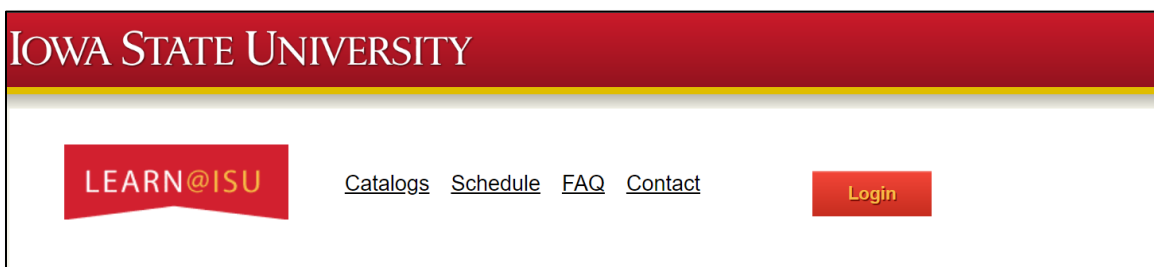 IOWA STATE UNIVERSITY
LEARN@ISU Catalogs Schedule FAQ Contact Login